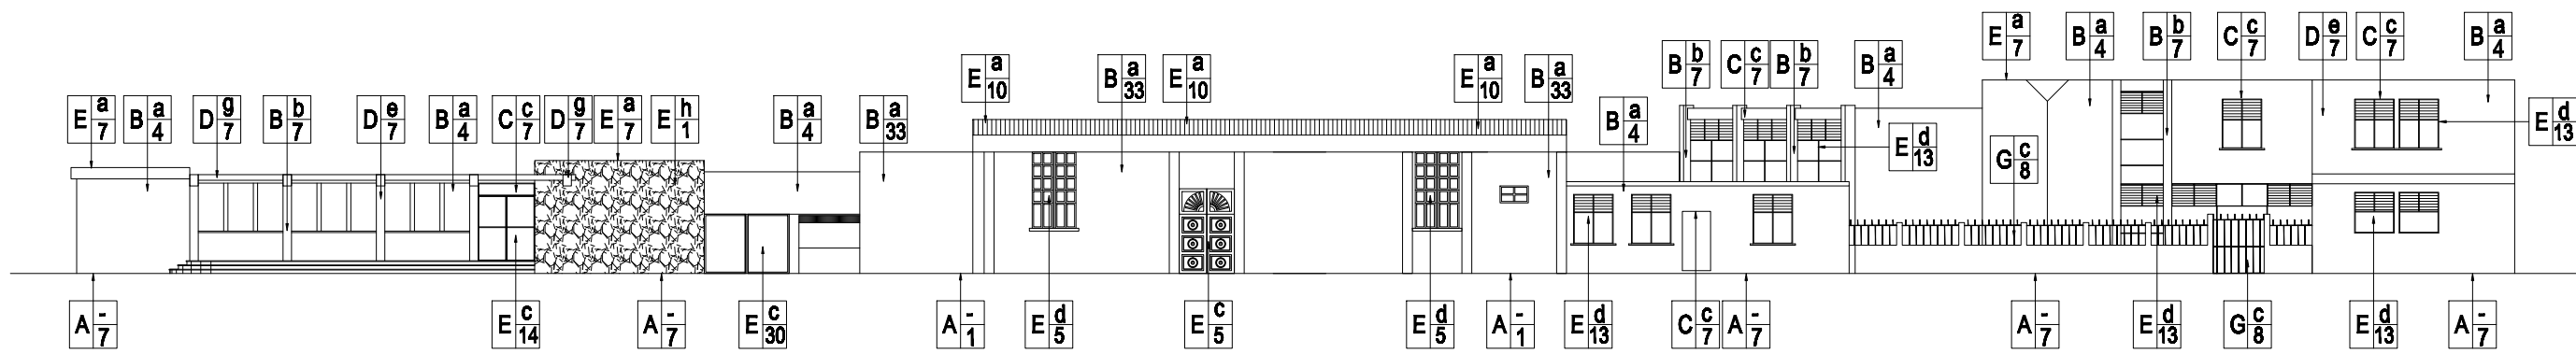 E a 7
B a 4
B b 7
C c 7
D e 7
C c 7
B a 4
E a 10
B a 33
E a 10
E a 10
B a 33
B b 7
C c 7
B b 7
B a 4
E a 7
B a 4
D g 7
B b 7
D e 7
B a 4
C c 7
D g 7
E a 7
E h 1
B a 4
B a 33
B a 4
E d 13
E d 13
G c 8
A - 7
E c 14
A - 7
E c 30
A - 1
E d 5
E c 5
E d 5
A - 1
E d 13
C c 7
A - 7
A - 7
E d 13
G c 8
E d 13
A - 7